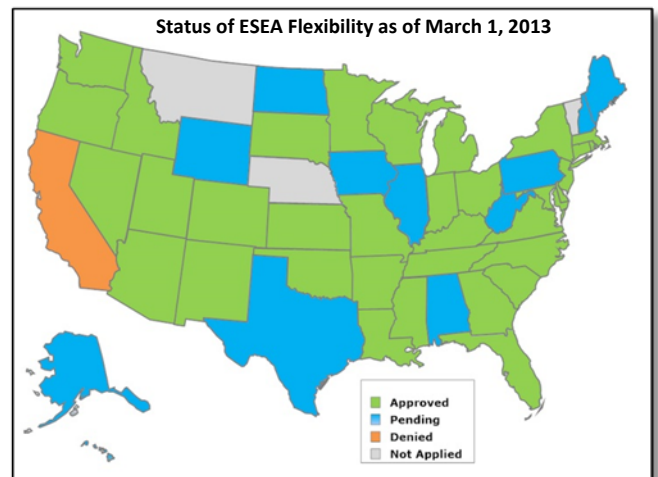 Status of ESEA Flexibility as of March 1, 2013
Approved
Pending
Denied
Not Applied